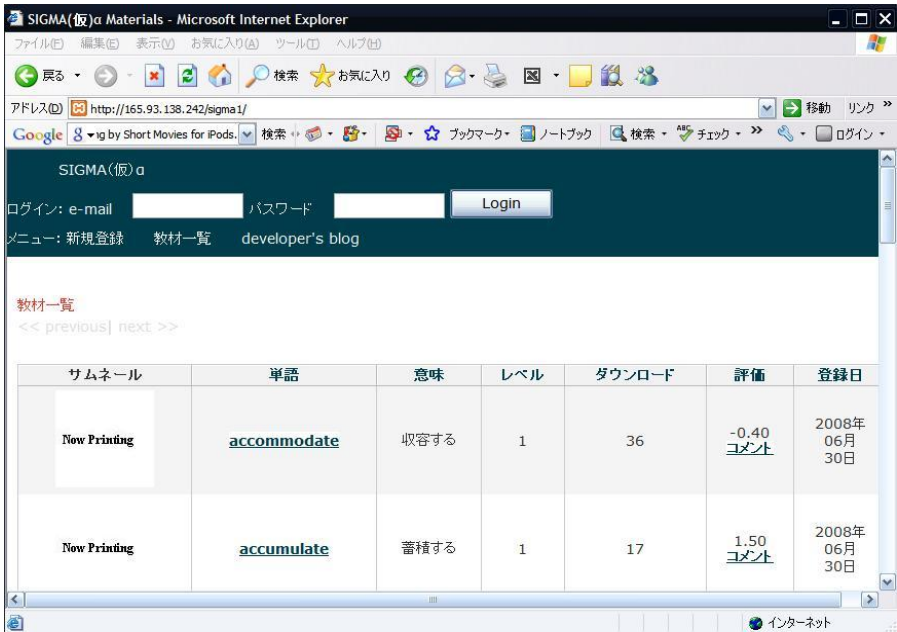 SIGMA(仮)α Materials - Microsoft Internet Explorer
ファイル(F) 編集(E) 表示(V) お気に入り(A) ツール(T) ヘルプ(H)
戻る 検索 お気に入り
アドレス(D) http://165.93.138.242/sigma1/ 移動 リンク »
Google by Short Movies for iPods. 検索 ブックマーク ノートブック 検索 ABC チェック » ログイン
SIGMA(仮)α
ログイン: e-mail パスワード Login
メニュー: 新規登録 教材一覧 developer's blog
教材一覧
<< previous| next >>
サムネール 単語 意味 レベル ダウンロード 評価 登録日
Now Printing accommodate 収容する 1 36 -0.40 コメント 2008年06月30日
Now Printing accumulate 蓄積する 1 17 1.50 コメント 2008年06月30日
インターネット